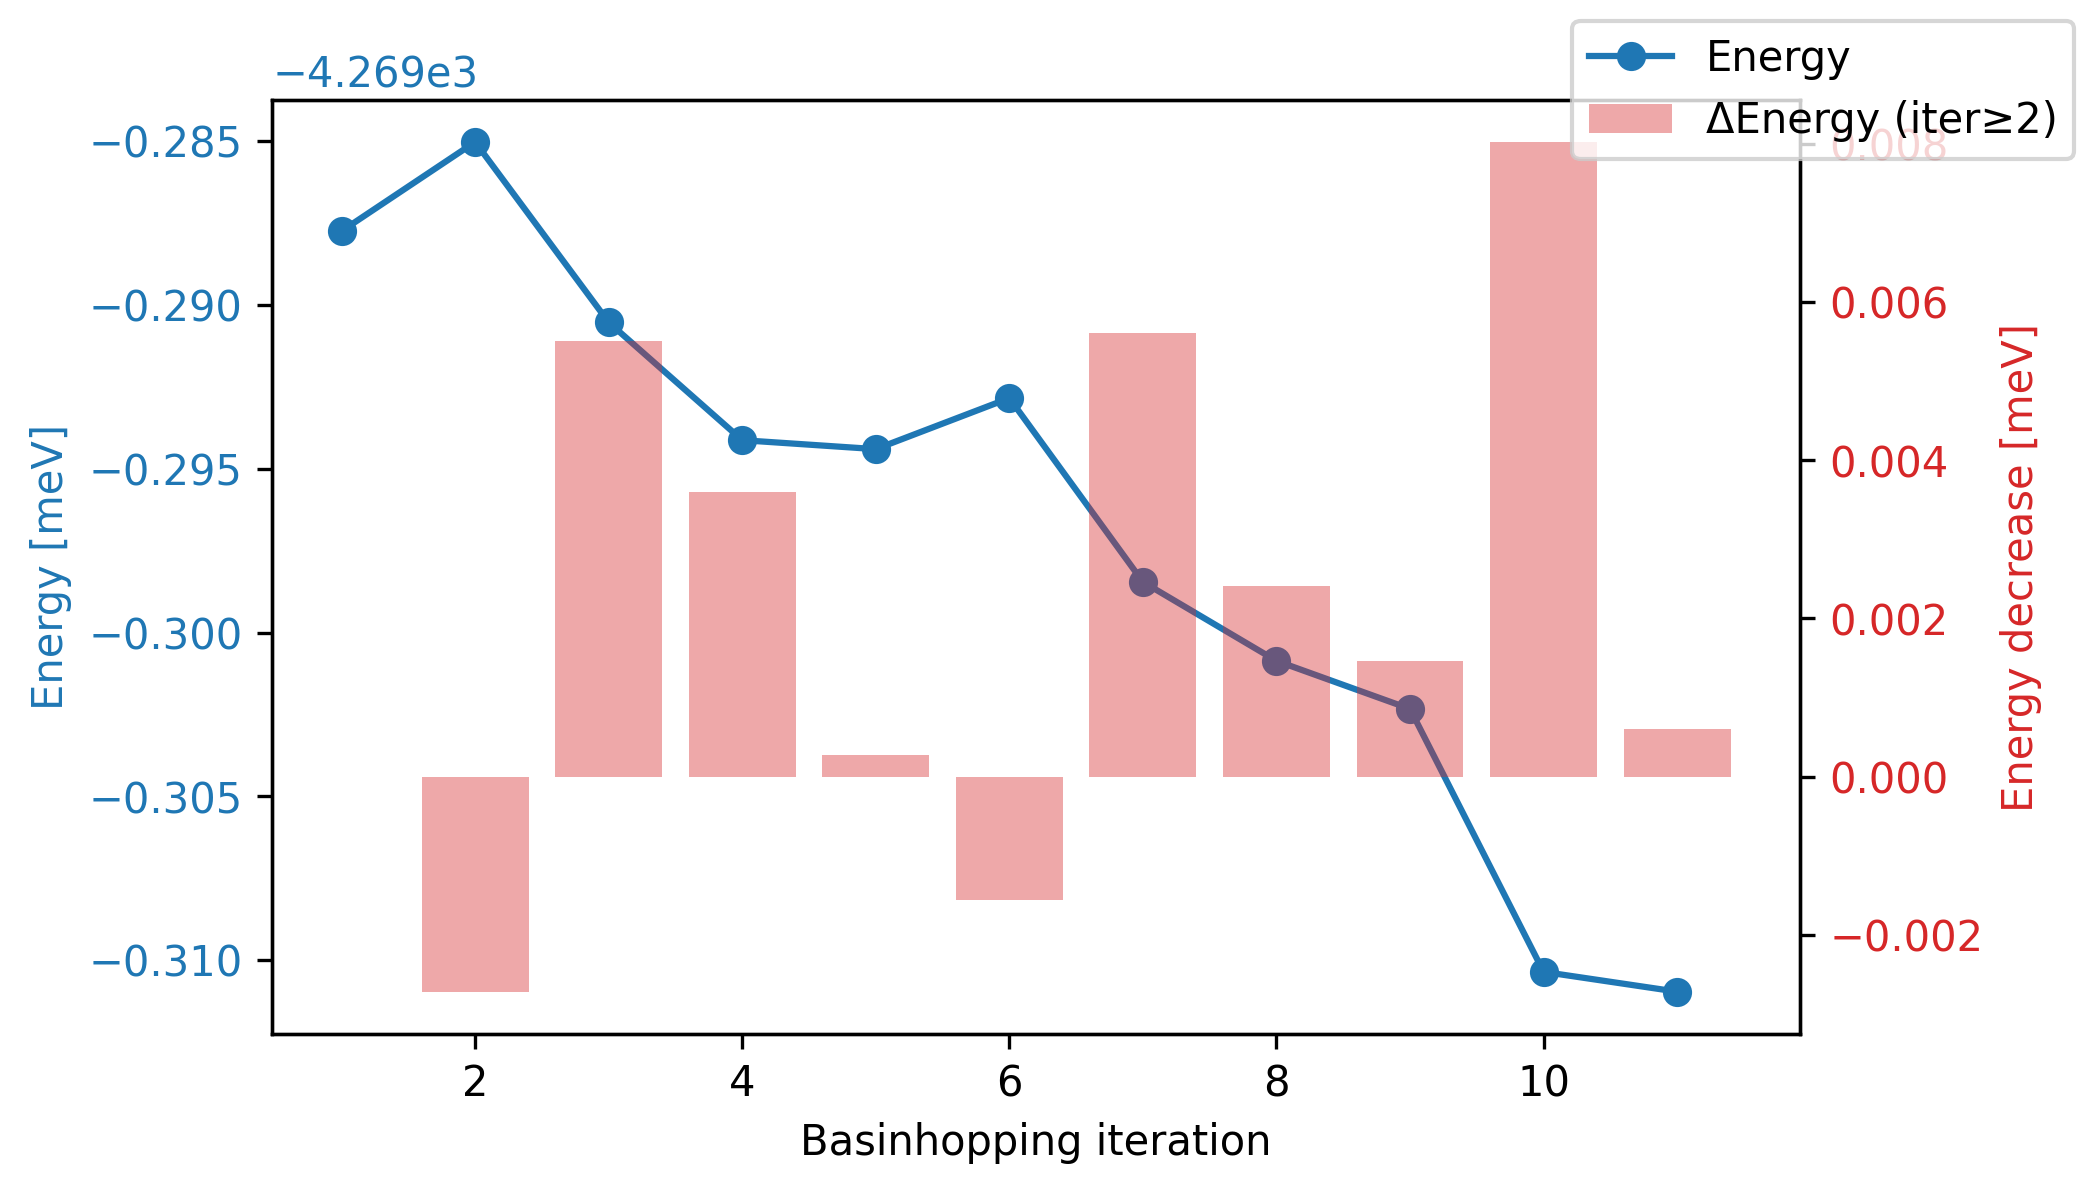 Energy
ΔEnergy (iter≥2)
−4.269e3
−0.285
−0.290
−0.295
−0.300
−0.305
−0.310
Energy [meV]
0.008
0.006
0.004
0.002
0.000
−0.002
Energy decrease [meV]
2
4
6
8
10
Basinhopping iteration